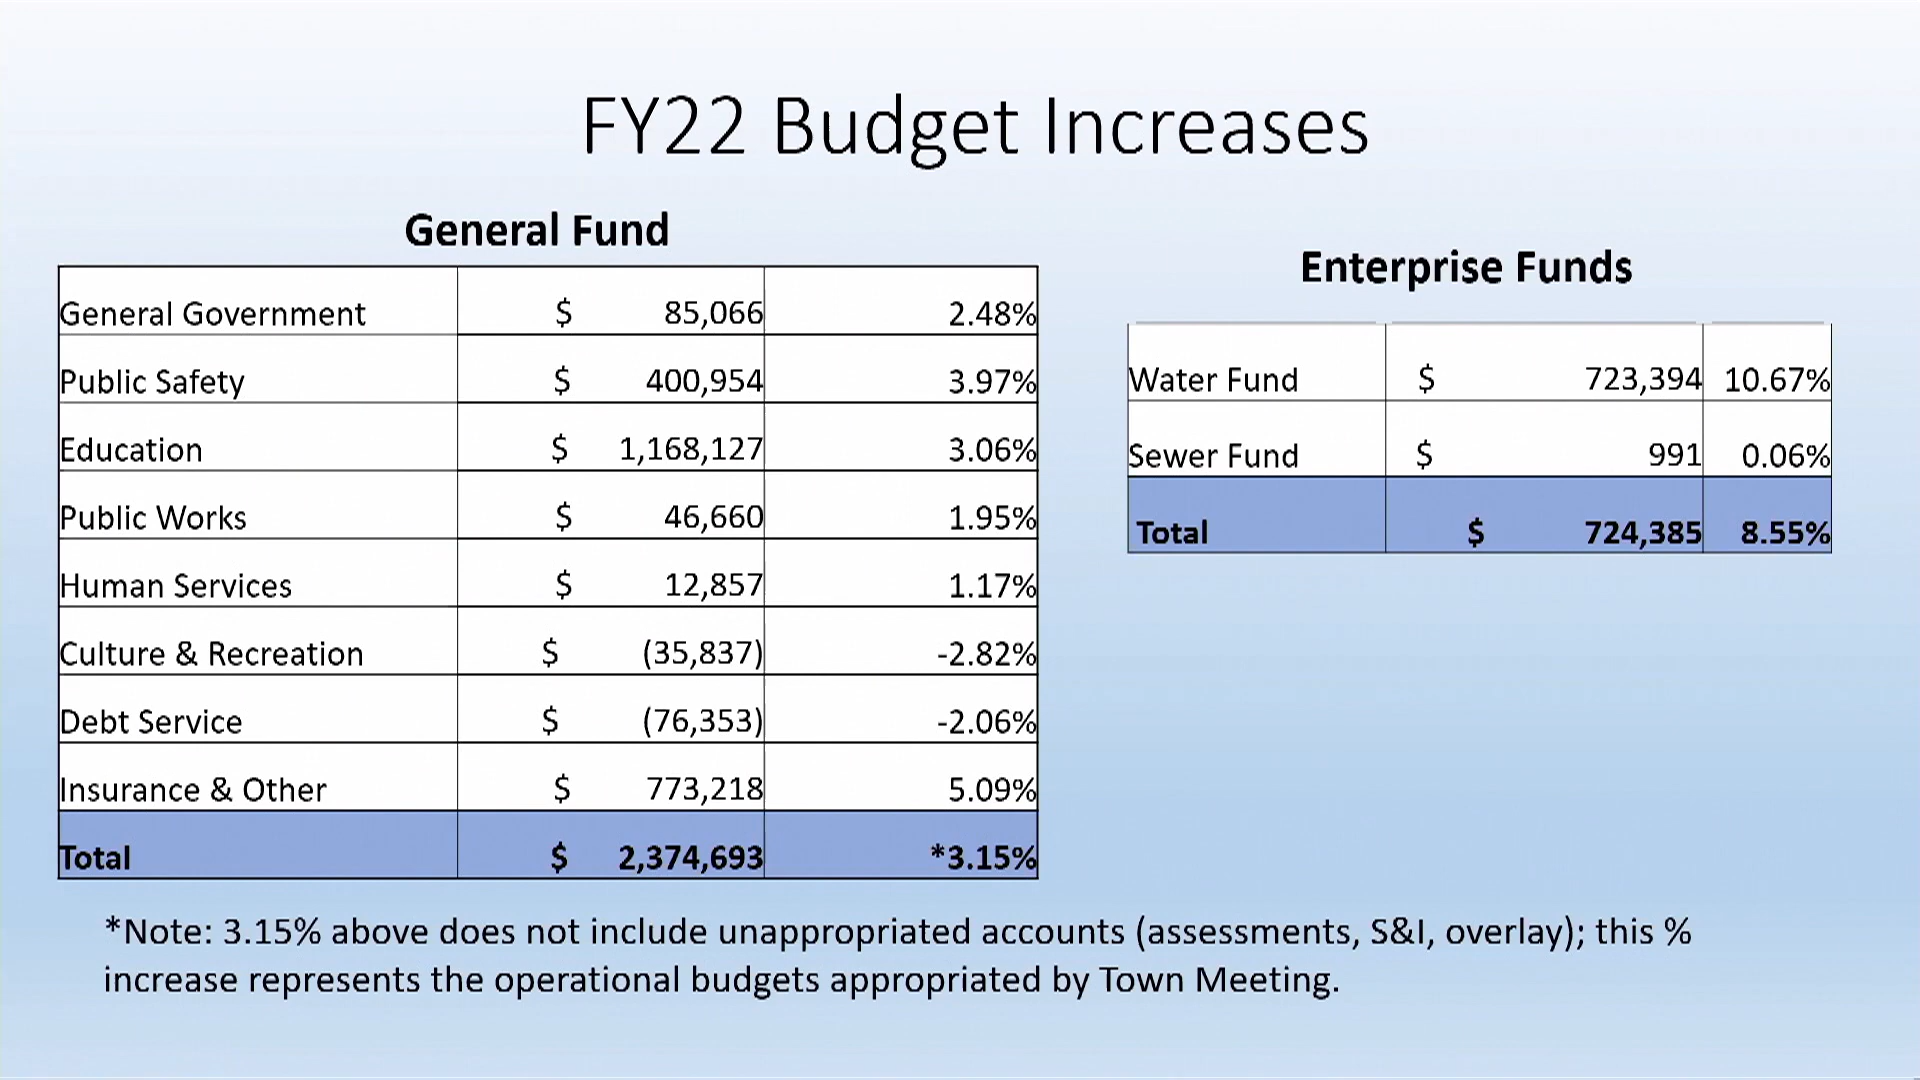 FY22 Budget Increases
General Fund
General Government $ 85,066 2.48%
Public Safety $ 400,954 3.97%
Education $ 1,168,127 3.06%
Public Works $ 46,660 1.95%
Human Services $ 12,857 1.17%
Culture & Recreation $ (35,837) -2.82%
Debt Service $ (76,353) -2.06%
Insurance & Other $ 773,218 5.09%
Total $ 2,374,693 *3.15%
Enterprise Funds
Water Fund $ 723,394 10.67%
Sewer Fund $ 991 0.06%
Total $ 724,385 8.55%
*Note: 3.15% above does not include unappropriated accounts (assessments, S&I, overlay); this %
increase represents the operational budgets appropriated by Town Meeting.